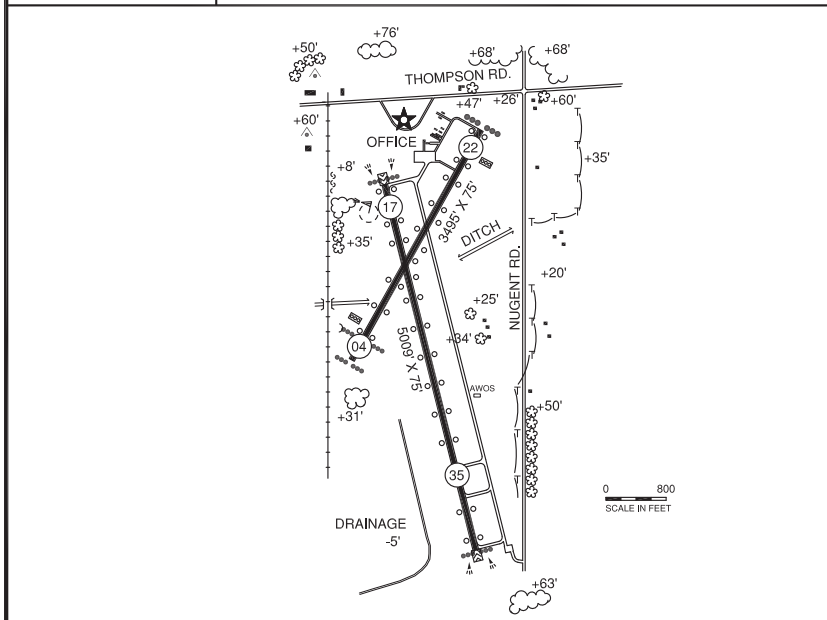 +76'
+50'
+68'
+68'
THOMPSON RD.
+47'
+26'
+60'
+60'
OFFICE
22
+35'
+8'
17
3495' X 75'
+35'
DITCH
NUGENT RD.
+20'
+25'
04
5009' X 75'
+34'
AWOS
+31'
+50'
35
0 800
SCALE IN FEET
DRAINAGE
-5'
+63'